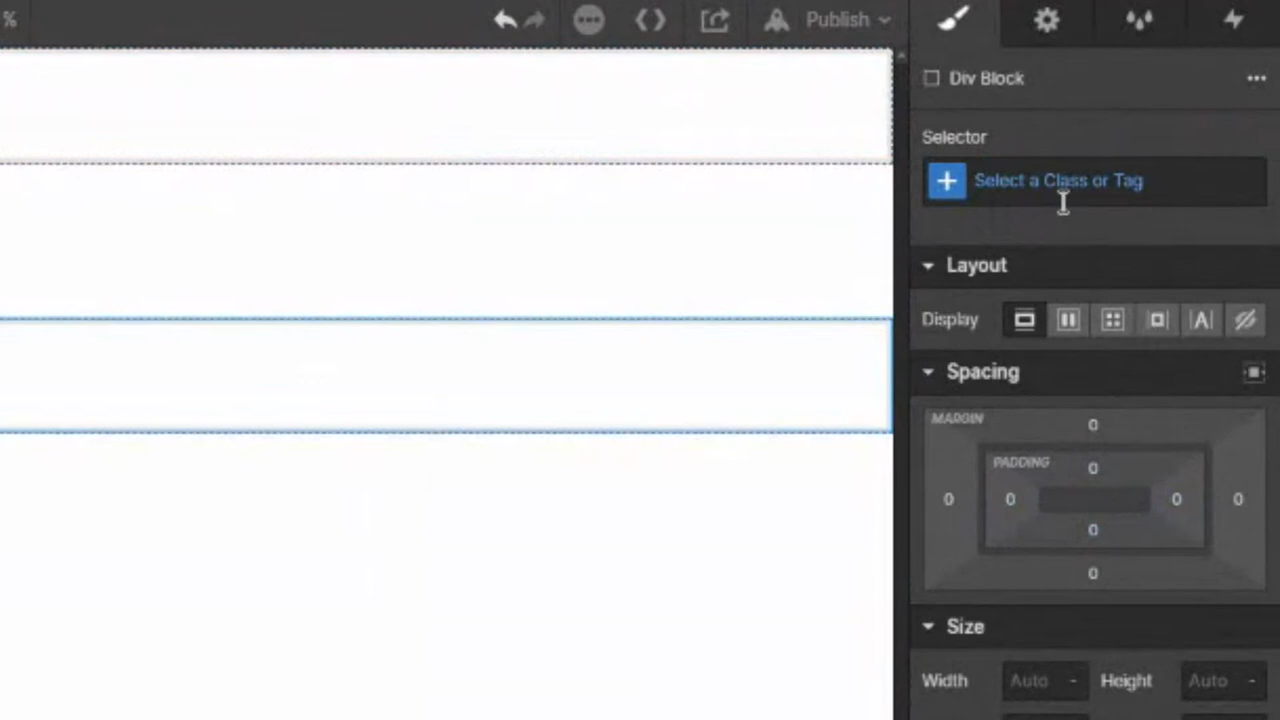 %
Publish
Div Block
Selector
Select a Class or Tag
Layout
Display
A
Spacing
MARGIN
0
PADDING
0
0 0 0 0
0
0
Size
Width Auto - Height Auto -